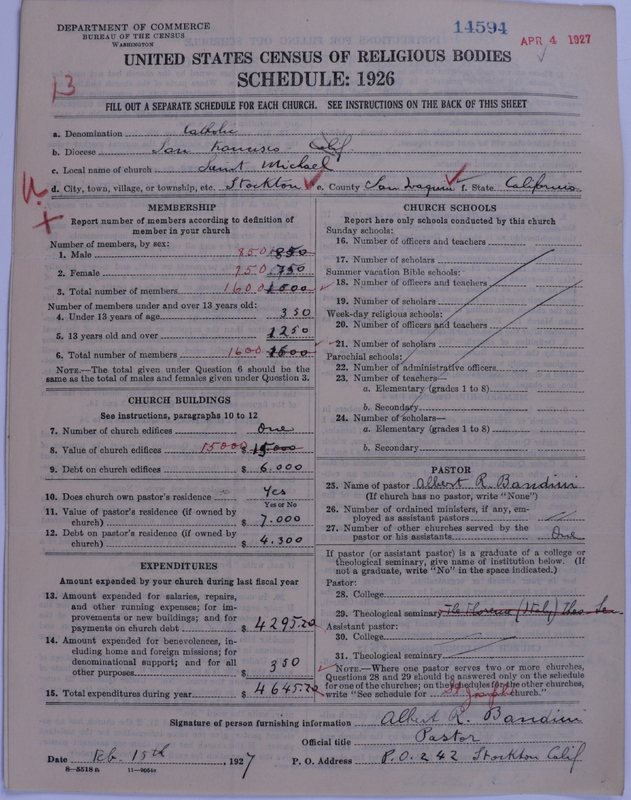 DEPARTMENT OF COMMERCE
BUREAU OF THE CENSUS
WASHINGTON
14594
APR 4 1927
UNITED STATES CENSUS OF RELIGIOUS BODIES
SCHEDULE: 1926
13
FILL OUT A SEPARATE SCHEDULE FOR EACH CHURCH. SEE INSTRUCTIONS ON THE BACK OF THIS SHEET
a. Denomination Catholic
b. Diocese San Francisco Calif
c. Local name of church Saint Michael
d. City, town, village, or township, etc. Stockton e. County San Joaquin f. State California
MEMBERSHIP
Report number of members according to definition of
member in your church
Number of members, by sex:
1. Male 850 850
2. Female 750 750
3. Total number of members 1600 1500
Number of members under and over 13 years old:
4. Under 13 years of age 350
5. 13 years old and over 1250
6. Total number of members 1600 1500
NOTE.—The total given under Question 6 should be the
same as the total of males and females given under Question 3.
CHURCH BUILDINGS
See instructions, paragraphs 10 to 12
7. Number of church edifices One
8. Value of church edifices 15000 $ 15.000
9. Debt on church edifices $ 6.000
10. Does church own pastor's residence Yes
Yes or No
11. Value of pastor's residence (if owned by
church) $ 7.000
12. Debt on pastor's residence (if owned by
church) $ 4.300
EXPENDITURES
Amount expended by your church during last fiscal year
13. Amount expended for salaries, repairs,
and other running expenses; for im-
provements or new buildings; and for
payments on church debt $ 4295.20
14. Amount expended for benevolences, in-
cluding home and foreign missions; for
denominational support; and for all
other purposes $ 350
15. Total expenditures during year $ 4645.20
CHURCH SCHOOLS
Report here only schools conducted by this church
Sunday schools:
16. Number of officers and teachers
17. Number of scholars
Summer vacation Bible schools:
18. Number of officers and teachers
19. Number of scholars
Week-day religious schools:
20. Number of officers and teachers
21. Number of scholars
Parochial schools:
22. Number of administrative officers
23. Number of teachers—
a. Elementary (grades 1 to 8)
b. Secondary
24. Number of scholars—
a. Elementary (grades 1 to 8)
b. Secondary
PASTOR
25. Name of pastor Albert R. Bandini
(If church has no pastor, write "None")
26. Number of ordained ministers, if any, em-
ployed as assistant pastors
27. Number of other churches served by the
pastor or his assistants One
If pastor (or assistant pastor) is a graduate of a college or
theological seminary, give name of institution below. (If
not a graduate, write "No" in the space indicated.)
Pastor:
28. College
29. Theological seminary The Florence (Italy) Theo. Sem
Assistant pastor:
30. College
31. Theological seminary
NOTE.—Where one pastor serves two or more churches,
Questions 28 and 29 should be answered only on the schedule
for one of the churches; on the schedules for the other churches,
write "See schedule for St Joseph church."
Signature of person furnishing information Albert R. Bandini
Official title Pastor
Date Feb. 19th, 1927 P. O. Address P.O. 242 Stockton Calif.
8—5518a 11—9054a